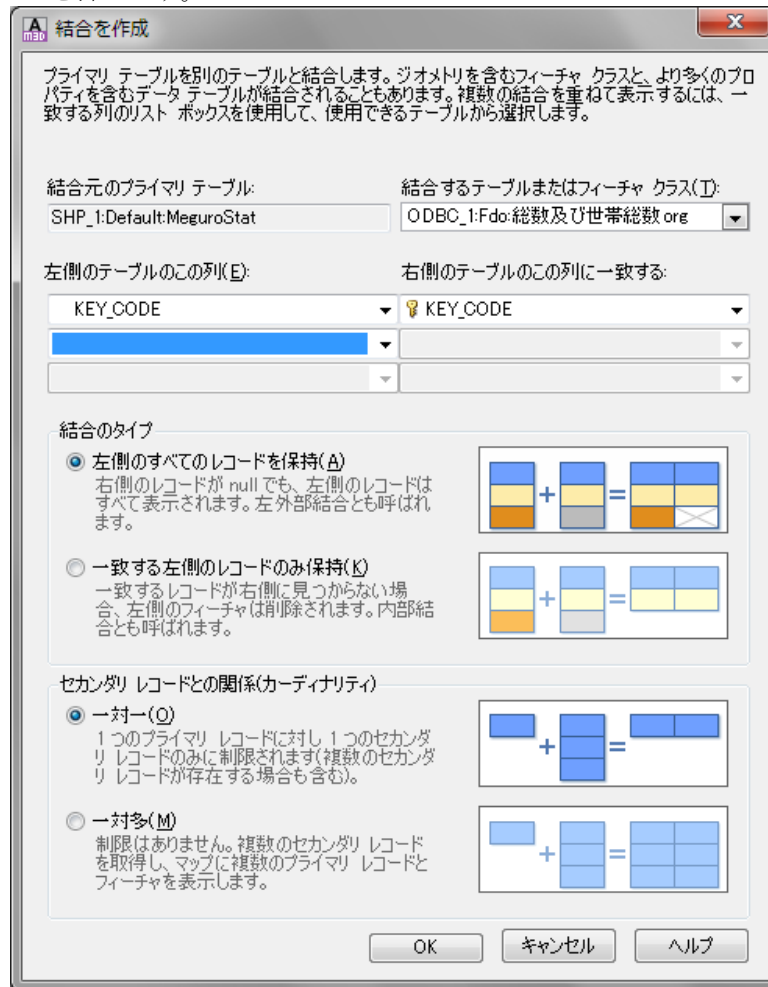 結合を作成
プライマリ テーブルを別のテーブルと結合します。ジオメトリを含むフィーチャ クラスと、より多くのプロ
パティを含むデータ テーブルが結合されることもあります。複数の結合を重ねて表示するには、一
致する列のリスト ボックスを使用して、使用できるテーブルから選択します。
結合元のプライマリ テーブル:
結合するテーブルまたはフィーチャ クラス(T):
SHP_1:Default:MeguroStat
ODBC_1:Fdo:総数及び世帯総数org
左側のテーブルのこの列(E):
右側のテーブルのこの列に一致する:
KEY_CODE
KEY_CODE
結合のタイプ
左側のすべてのレコードを保持(A)
右側のレコードが null でも、左側のレコードは
すべて表示されます。左外部結合とも呼ばれ
ます。
一致する左側のレコードのみ保持(K)
一致するレコードが右側に見つからない場
合、左側のフィーチャは削除されます。内部結
合とも呼ばれます。
セカンダリ レコードとの関係(カーディナリティ)
一対一(O)
1 つのプライマリ レコードに対し 1 つのセカンダ
リ レコードのみに制限されます(複数のセカンダ
リ レコードが存在する場合も含む)。
一対多(M)
制限はありません。複数のセカンダリ レコード
を取得し、マップに複数のプライマリ レコードと
フィーチャを表示します。
OK
キャンセル
ヘルプ